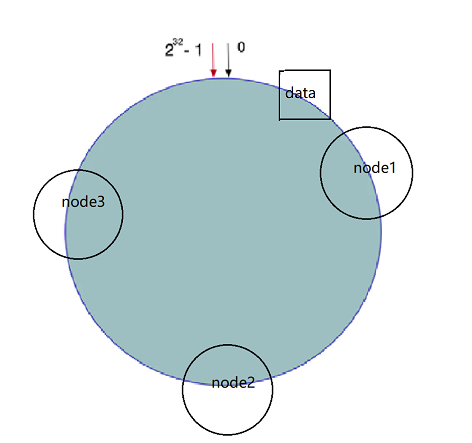 2³² - 1 0
data
node1
node3
node2